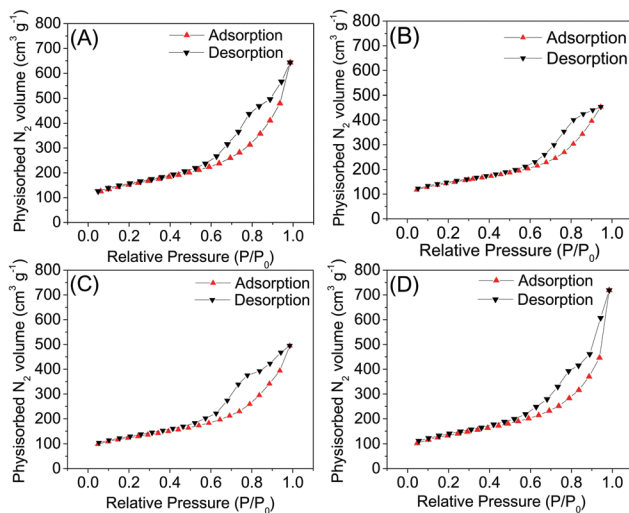 (A)
Adsorption
Desorption
Physisorbed N₂ volume (cm³ g⁻¹)
800
700
600
500
400
300
200
100
0
0.0 0.2 0.4 0.6 0.8 1.0
Relative Pressure (P/P₀)
(B)
Adsorption
Desorption
Physisorbed N₂ volume (cm³ g⁻¹)
800
700
600
500
400
300
200
100
0
0.0 0.2 0.4 0.6 0.8 1.0
Relative Pressure (P/P₀)
(C)
Adsorption
Desorption
Physisorbed N₂ volume (cm³ g⁻¹)
800
700
600
500
400
300
200
100
0
0.0 0.2 0.4 0.6 0.8 1.0
Relative Pressure (P/P₀)
(D)
Adsorption
Desorption
Physisorbed N₂ volume (cm³ g⁻¹)
800
700
600
500
400
300
200
100
0
0.0 0.2 0.4 0.6 0.8 1.0
Relative Pressure (P/P₀)